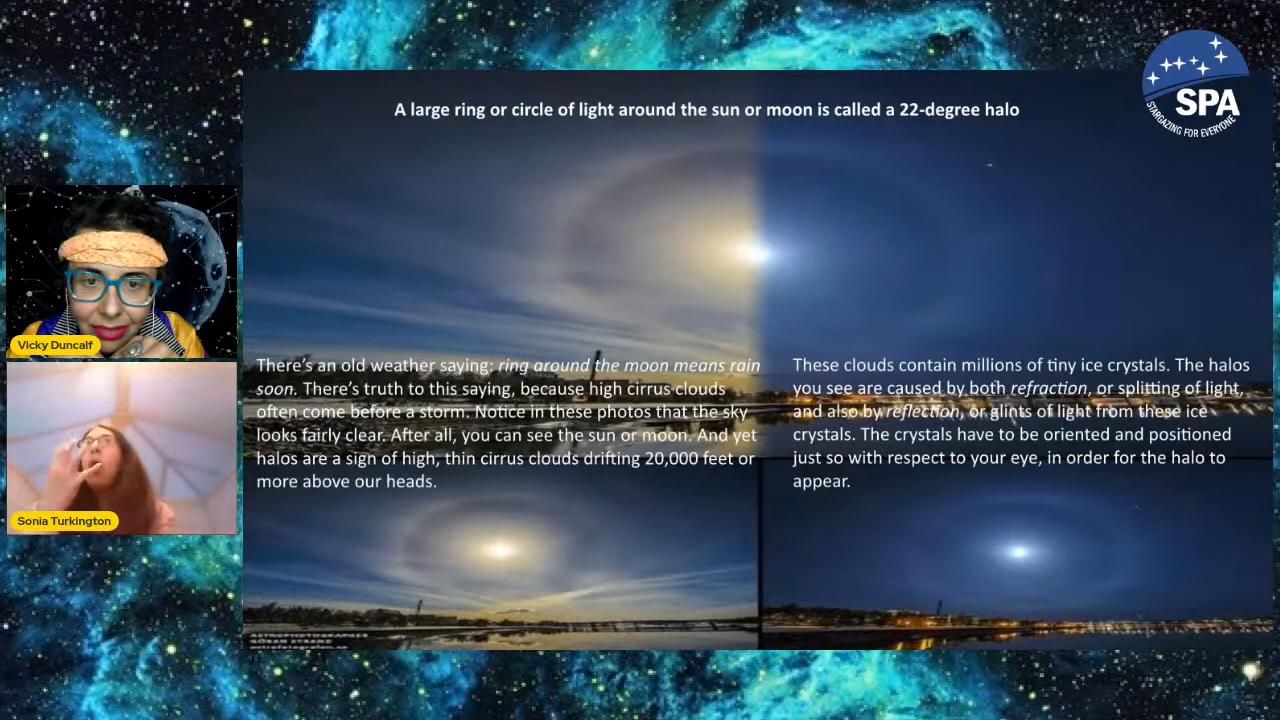 A large ring or circle of light around the sun or moon is called a 22-degree halo
SPA
STARGAZING FOR EVERYONE
Vicky Duncalf
Sonia Turkington
There's an old weather saying: ring around the moon means rain
soon. There's truth to this saying, because high cirrus clouds
often come before a storm. Notice in these photos that the sky
looks fairly clear. After all, you can see the sun or moon. And yet
halos are a sign of high, thin cirrus clouds drifting 20,000 feet or
more above our heads.
These clouds contain millions of tiny ice crystals. The halos
you see are caused by both refraction, or splitting of light,
and also by reflection, or glints of light from these ice
crystals. The crystals have to be oriented and positioned
just so with respect to your eye, in order for the halo to
appear.
ASTROPHOTOGRAPHER
GÖRAN STRAND